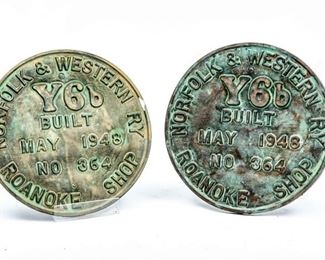 NORFOLK & WESTERN RY
Y6b
BUILT
MAY 1948
NO 364
ROANOKE SHOP
NORFOLK & WESTERN RY
Y6b
BUILT
MAY 1948
NO 364
ROANOKE SHOP